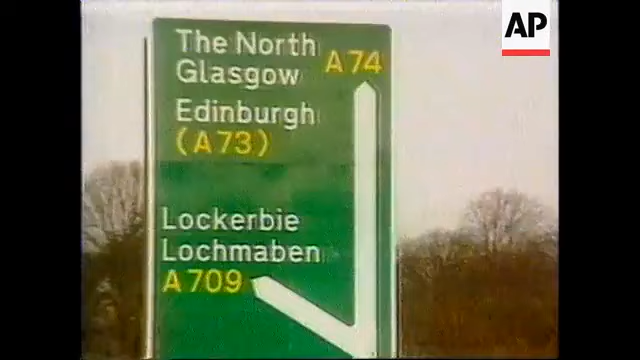 AP
The North
Glasgow
A74
Edinburgh
(A73)
Lockerbie
Lochmaben
A709